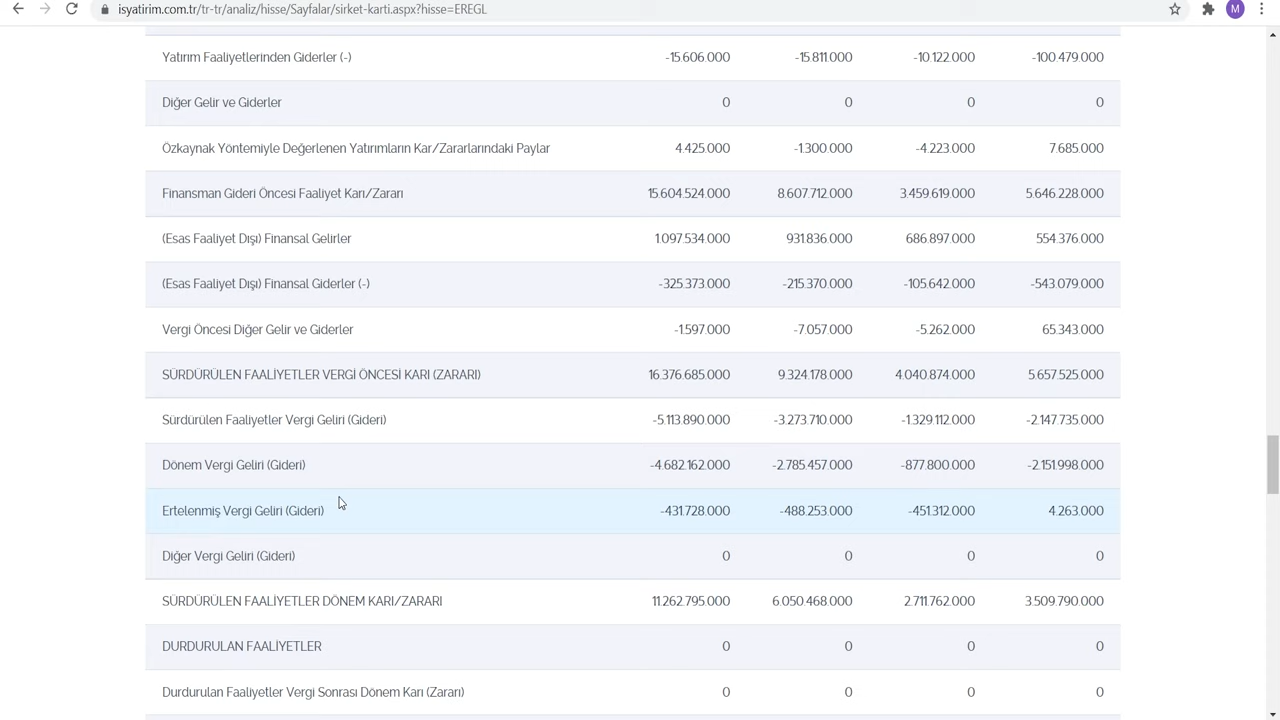 isyatirim.com.tr/tr-tr/analiz/hisse/Sayfalar/sirket-karti.aspx?hisse=EREGL
M
Yatırım Faaliyetlerinden Giderler (-) -15.606.000 -15.811.000 -10.122.000 -100.479.000
Diğer Gelir ve Giderler 0 0 0 0
Özkaynak Yöntemiyle Değerlenen Yatırımların Kar/Zararlarındaki Paylar 4.425.000 -1.300.000 -4.223.000 7.685.000
Finansman Gideri Öncesi Faaliyet Karı/Zararı 15.604.524.000 8.607.712.000 3.459.619.000 5.646.228.000
(Esas Faaliyet Dışı) Finansal Gelirler 1.097.534.000 931.836.000 686.897.000 554.376.000
(Esas Faaliyet Dışı) Finansal Giderler (-) -325.373.000 -215.370.000 -105.642.000 -543.079.000
Vergi Öncesi Diğer Gelir ve Giderler -1.597.000 -7.057.000 -5.262.000 65.343.000
SÜRDÜRÜLEN FAALİYETLER VERGİ ÖNCESİ KARI (ZARARI) 16.376.685.000 9.324.178.000 4.040.874.000 5.657.525.000
Sürdürülen Faaliyetler Vergi Geliri (Gideri) -5.113.890.000 -3.273.710.000 -1.329.112.000 -2.147.735.000
Dönem Vergi Geliri (Gideri) -4.682.162.000 -2.785.457.000 -877.800.000 -2.151.998.000
Ertelenmiş Vergi Geliri (Gideri) -431.728.000 -488.253.000 -451.312.000 4.263.000
Diğer Vergi Geliri (Gideri) 0 0 0 0
SÜRDÜRÜLEN FAALİYETLER DÖNEM KARI/ZARARI 11.262.795.000 6.050.468.000 2.711.762.000 3.509.790.000
DURDURULAN FAALİYETLER 0 0 0 0
Durdurulan Faaliyetler Vergi Sonrası Dönem Karı (Zararı) 0 0 0 0